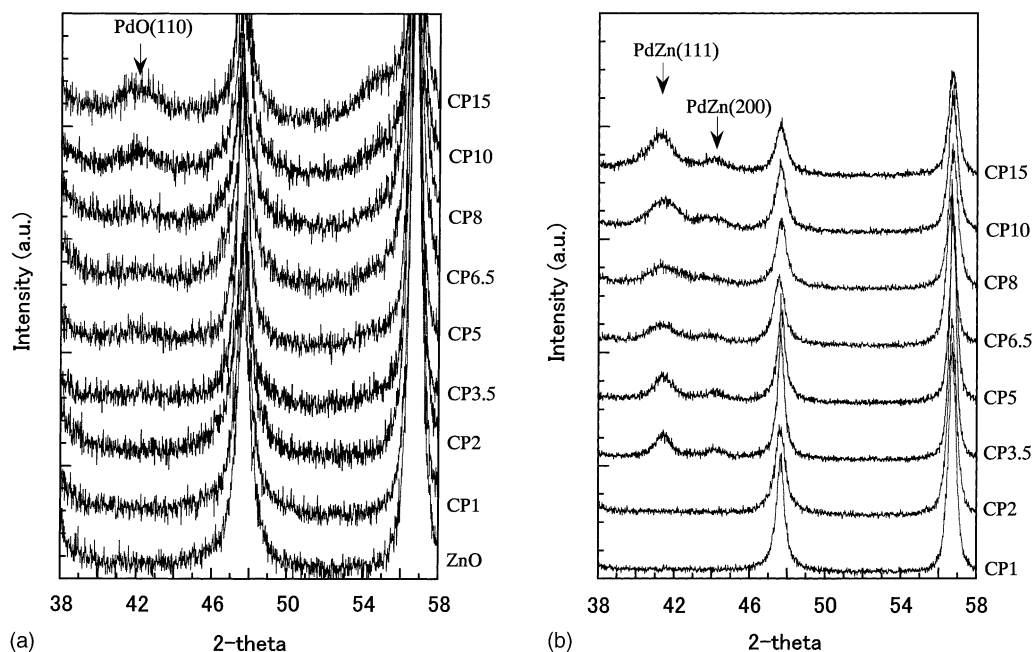 PdO(110)
CP15
CP10
CP8
CP6.5
CP5
CP3.5
CP2
CP1
ZnO
Intensity (a.u.)
38 42 46 50 54 58
2-theta
(a)
PdZn(111)
PdZn(200)
CP15
CP10
CP8
CP6.5
CP5
CP3.5
CP2
CP1
Intensity (a.u.)
38 42 46 50 54 58
2-theta
(b)